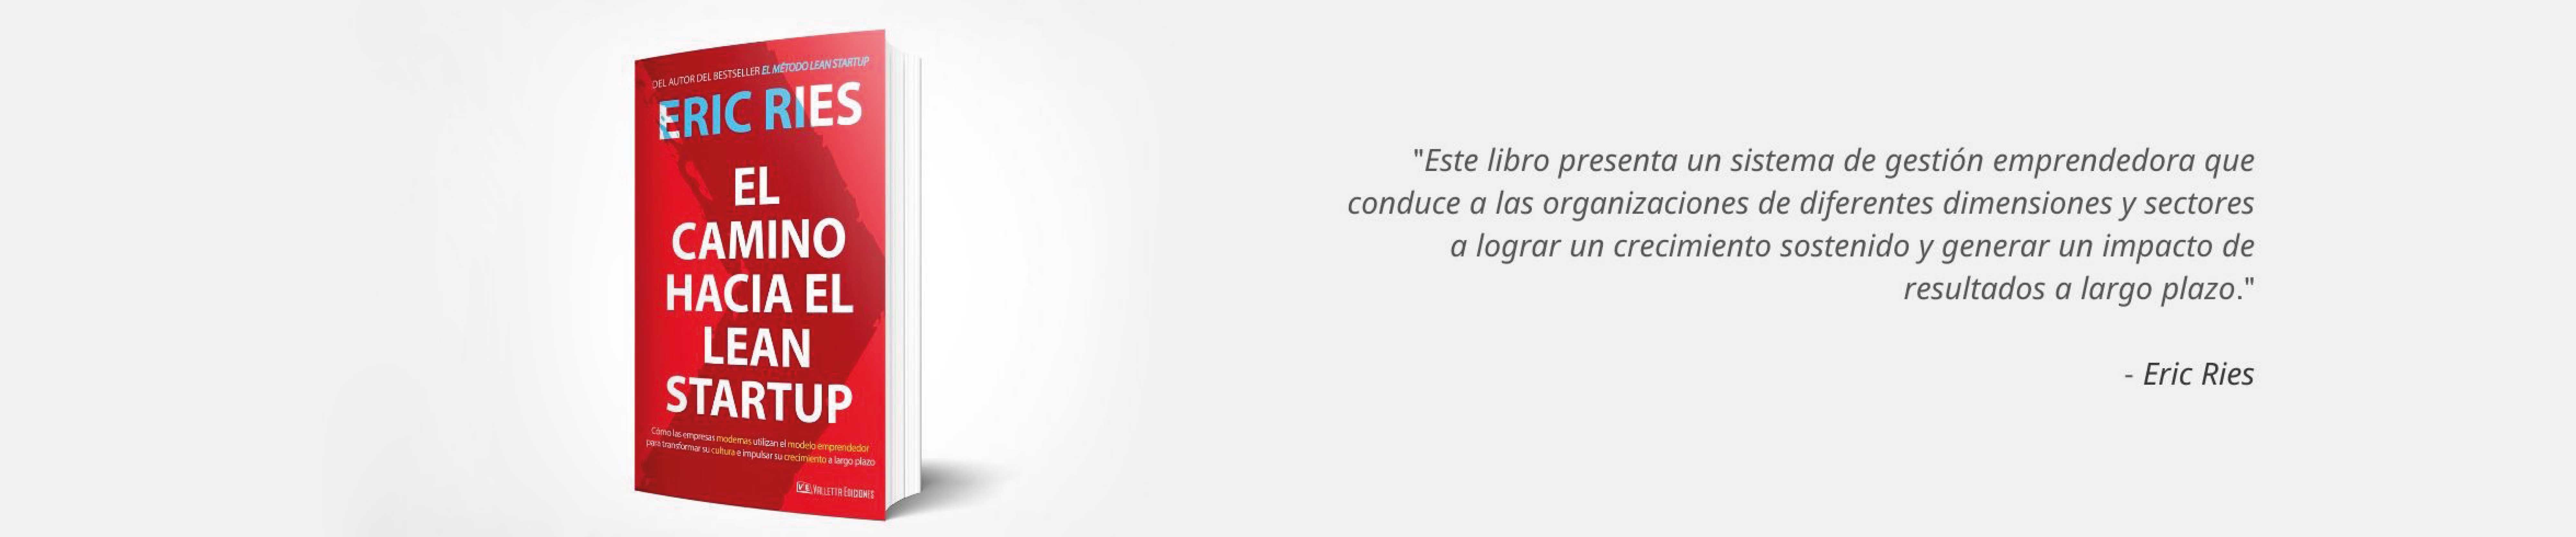 DEL AUTOR DEL BESTSELLER EL MÉTODO LEAN STARTUP
ERIC RIES
EL
CAMINO
HACIA EL
LEAN
STARTUP
Cómo las empresas modernas utilizan el modelo emprendedor
para transformar su cultura e impulsar su crecimiento a largo plazo
VE VALLETTA EDICIONES
"Este libro presenta un sistema de gestión emprendedora que
conduce a las organizaciones de diferentes dimensiones y sectores
a lograr un crecimiento sostenido y generar un impacto de
resultados a largo plazo."
- Eric Ries